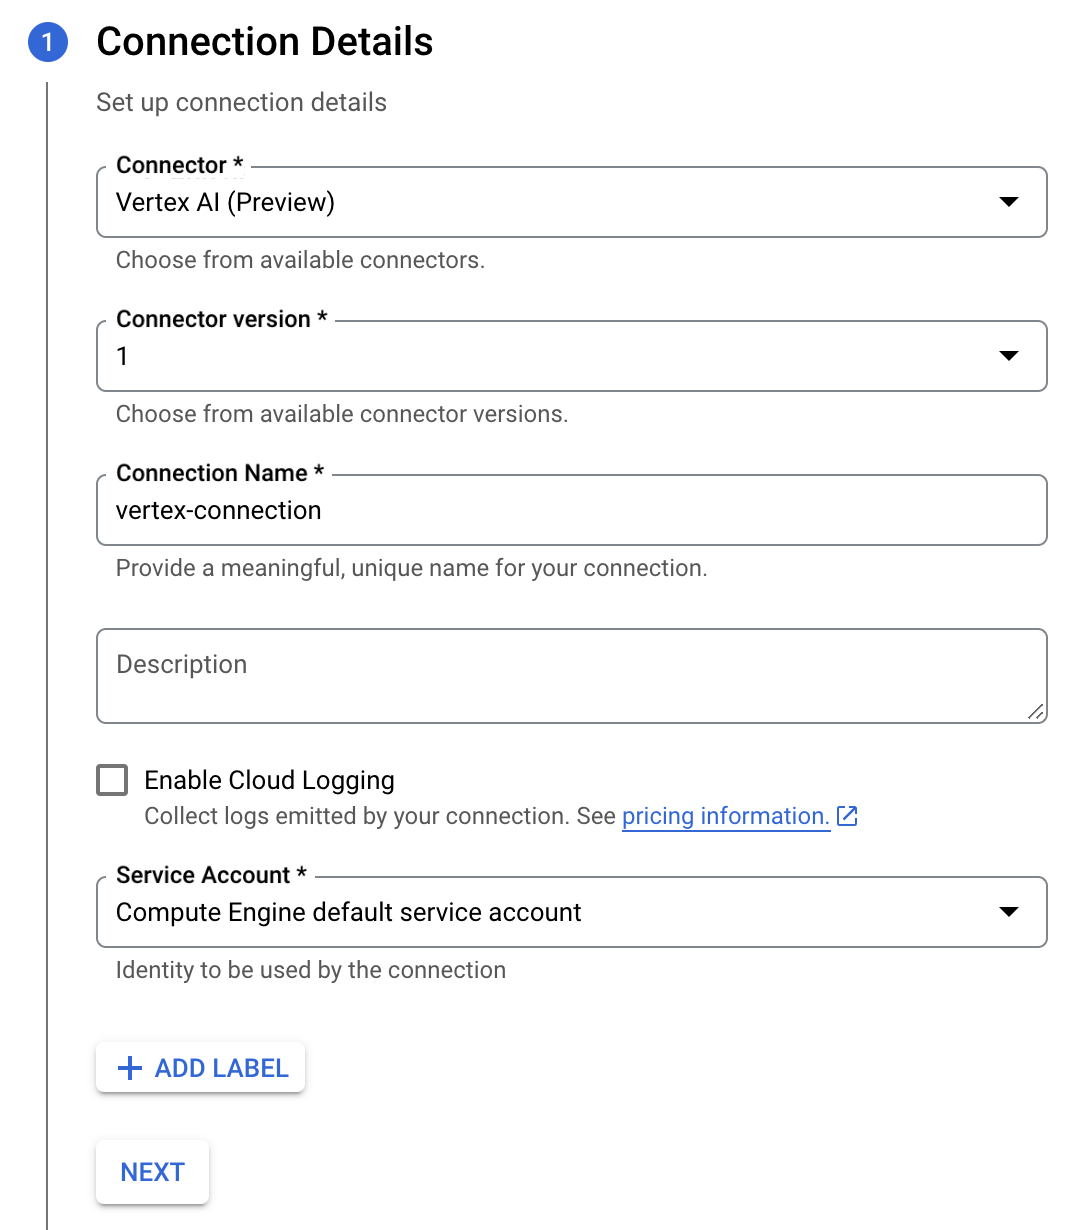 1 Connection Details
Set up connection details
Connector *
Vertex AI (Preview)
Choose from available connectors.
Connector version *
1
Choose from available connector versions.
Connection Name *
vertex-connection
Provide a meaningful, unique name for your connection.
Description
Enable Cloud Logging
Collect logs emitted by your connection. See pricing information.
Service Account *
Compute Engine default service account
Identity to be used by the connection
+ ADD LABEL
NEXT